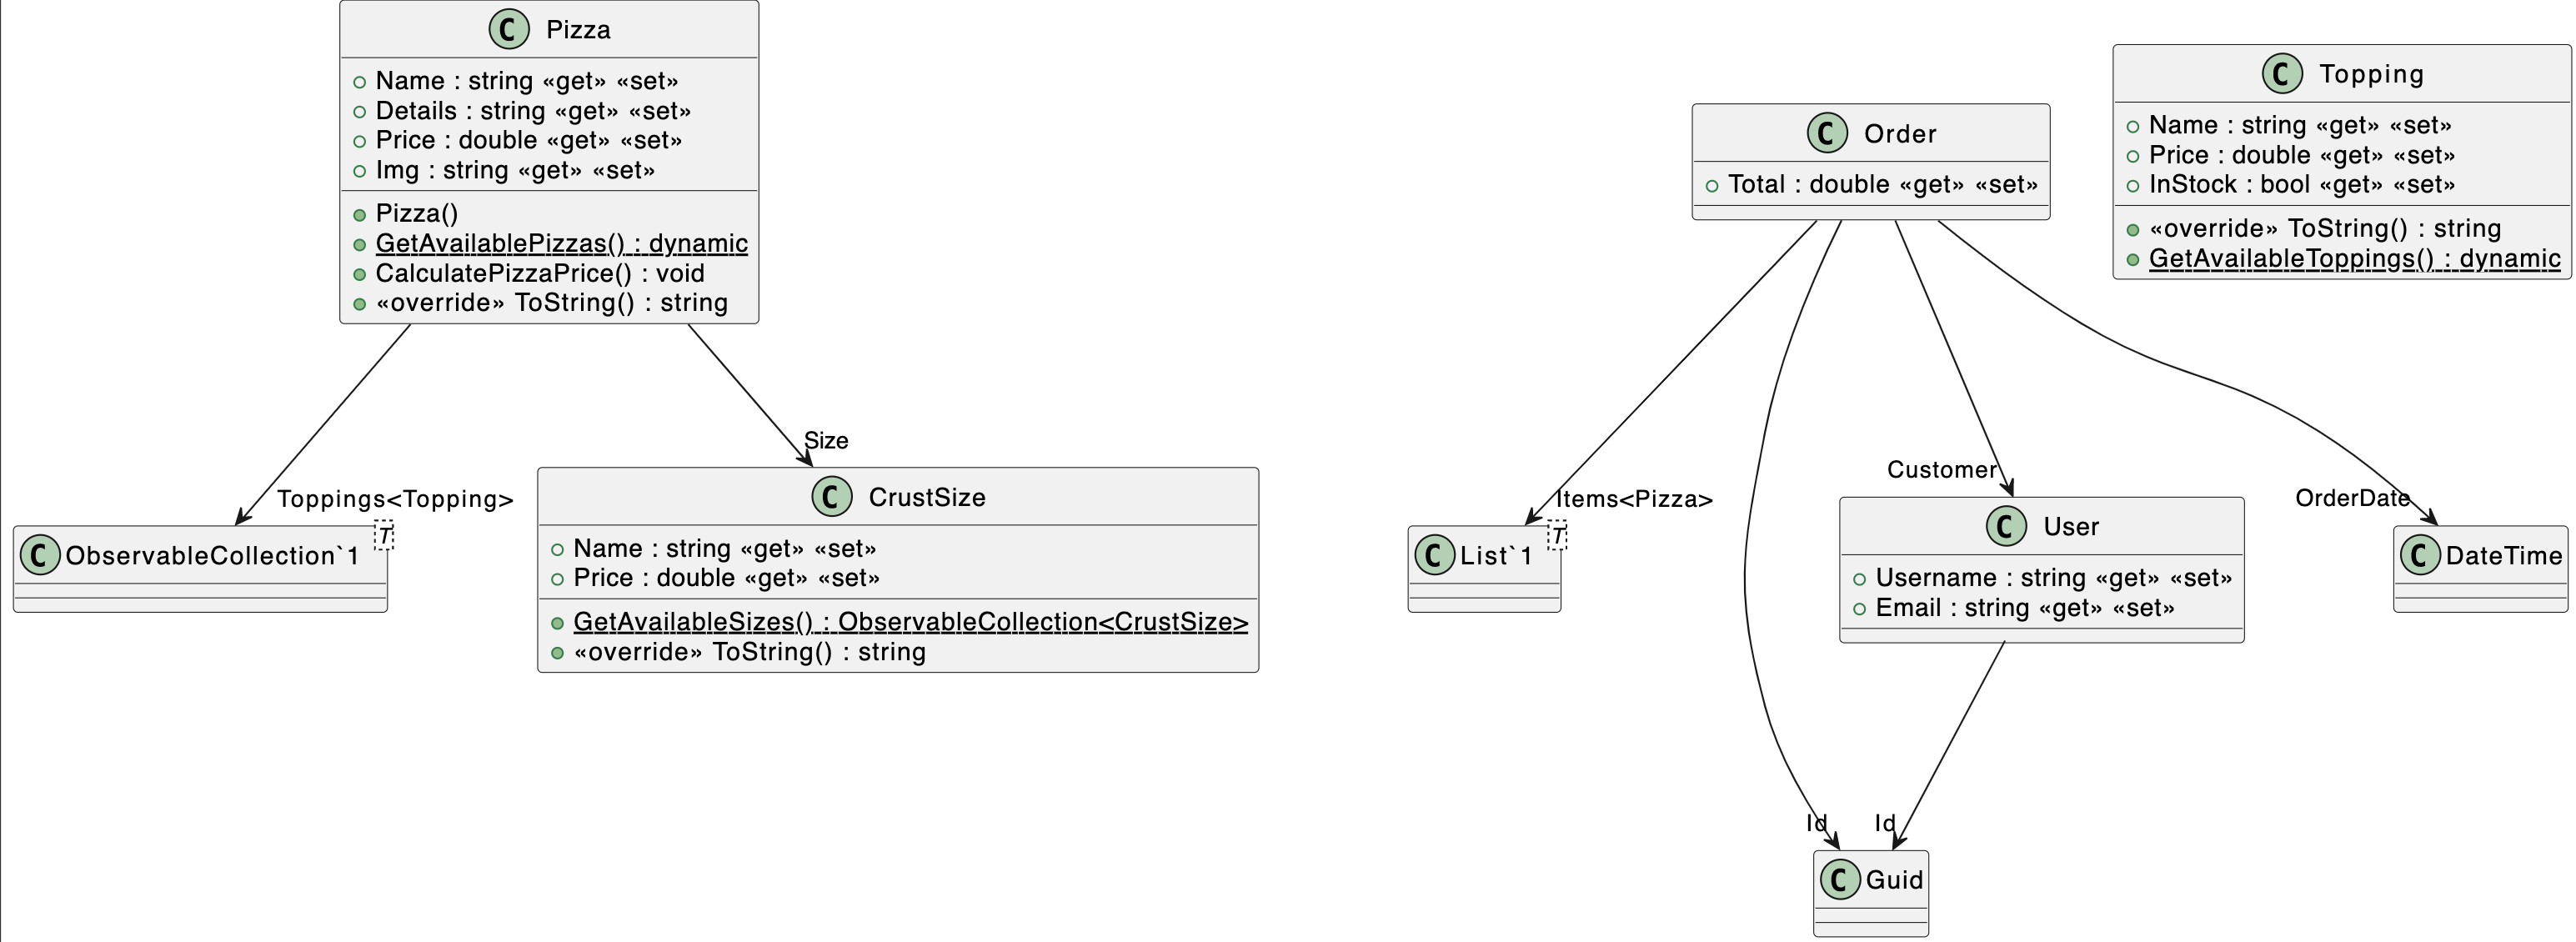 C Pizza
Name : string «get» «set»
Details : string «get» «set»
Price : double «get» «set»
Img : string «get» «set»
Pizza()
GetAvailablePizzas() : dynamic
CalculatePizzaPrice() : void
«override» ToString() : string
Toppings<Topping>
Size
C ObservableCollection`1
T
C CrustSize
Name : string «get» «set»
Price : double «get» «set»
GetAvailableSizes() : ObservableCollection<CrustSize>
«override» ToString() : string
C Order
Total : double «get» «set»
Items<Pizza>
Customer
OrderDate
C List`1
T
C User
Username : string «get» «set»
Email : string «get» «set»
C DateTime
Id
Id
C Guid
C Topping
Name : string «get» «set»
Price : double «get» «set»
InStock : bool «get» «set»
«override» ToString() : string
GetAvailableToppings() : dynamic